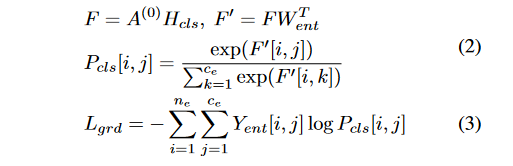 F = A^{(0)} H_{cls}, F' = F W_{ent}^{T}
P_{cls}[i, j] = \frac{\exp(F'[i, j])}{\sum_{k=1}^{c_e} \exp(F'[i, k])} (2)
L_{grd} = -\sum_{i=1}^{n_e} \sum_{j=1}^{c_e} Y_{ent}[i, j] \log P_{cls}[i, j] (3)